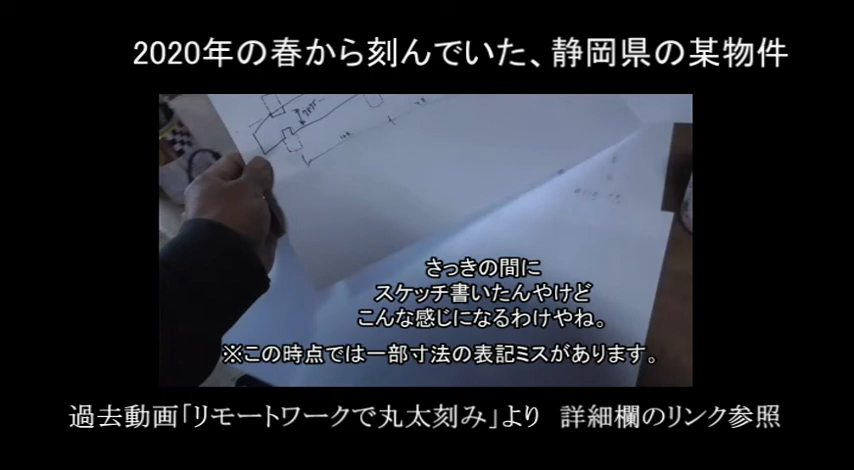 2020年の春から刻んでいた、静岡県の某物件
さっきの間に
スケッチ書いたんやけど
こんな感じになるわけやね。
※この時点では一部寸法の表記ミスがあります。
過去動画「リモートワークで丸太刻み」より 詳細欄のリンク参照